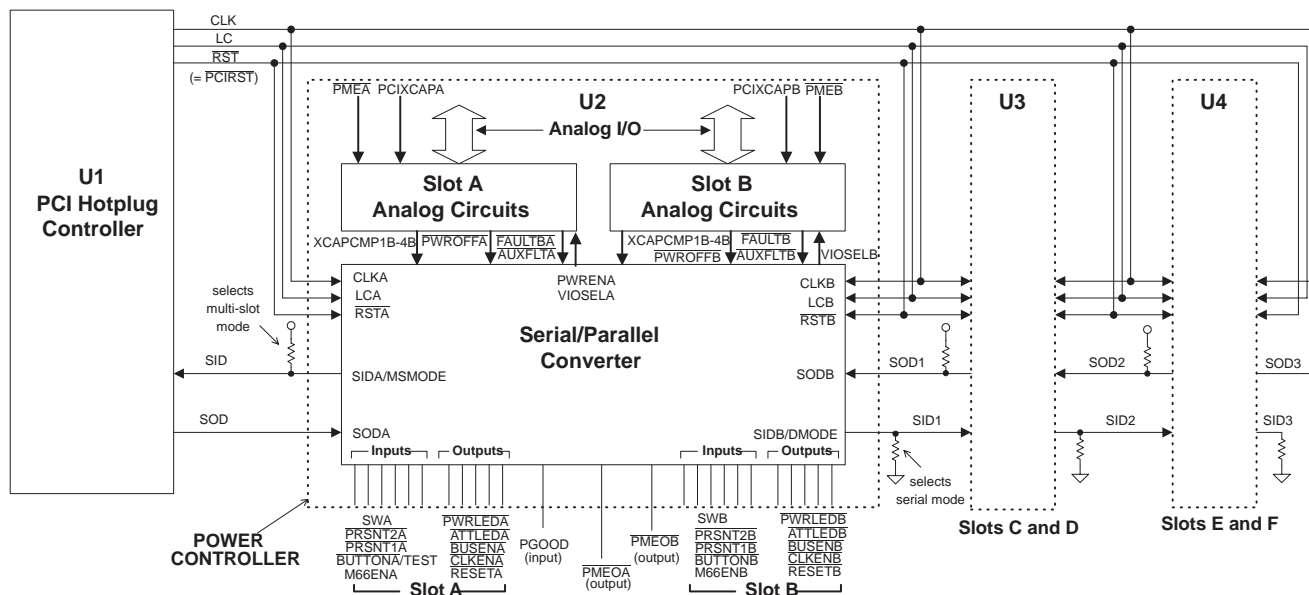 CLK
LC
RST
(= PCIRST)
U1
PCI Hotplug
Controller
PMEA PCIXCAPA
U2
PCIXCAPB PMEB
Analog I/O
Slot A
Analog Circuits
Slot B
Analog Circuits
XCAPCMP1B-4B PWROFFA FAULTBA
AUXFLTA
XCAPCMP1B-4B FAULTB
PWROFFB AUXFLTB VIOSELB
PWRENA
VIOSELA
CLKA
LCA
RSTA
CLKB
LCB
RSTB
Serial/Parallel
Converter
selects
multi-slot
mode
SID
SIDA/MSMODE
SODB
SOD1
SOD2
SOD3
SOD
SODA
SIDB/DMODE
SID1
SID2
SID3
Inputs
Outputs
Inputs
Outputs
selects
serial mode
U3
U4
Slots C and D
Slots E and F
POWER
CONTROLLER
SWA
PRSNT2A
PRSNT1A
BUTTONA/TEST
M66ENA
PWRLEDA
ATTLEDA
BUSENA
CLKENA
RESETA
Slot A
PGOOD
(input)
PMEOA
(output)
PMEOB
(output)
SWB
PRSNT2B
PRSNT1B
BUTTONB
M66ENB
PWRLEDB
ATTLEDB
BUSENB
CLKENB
RESETB
Slot B